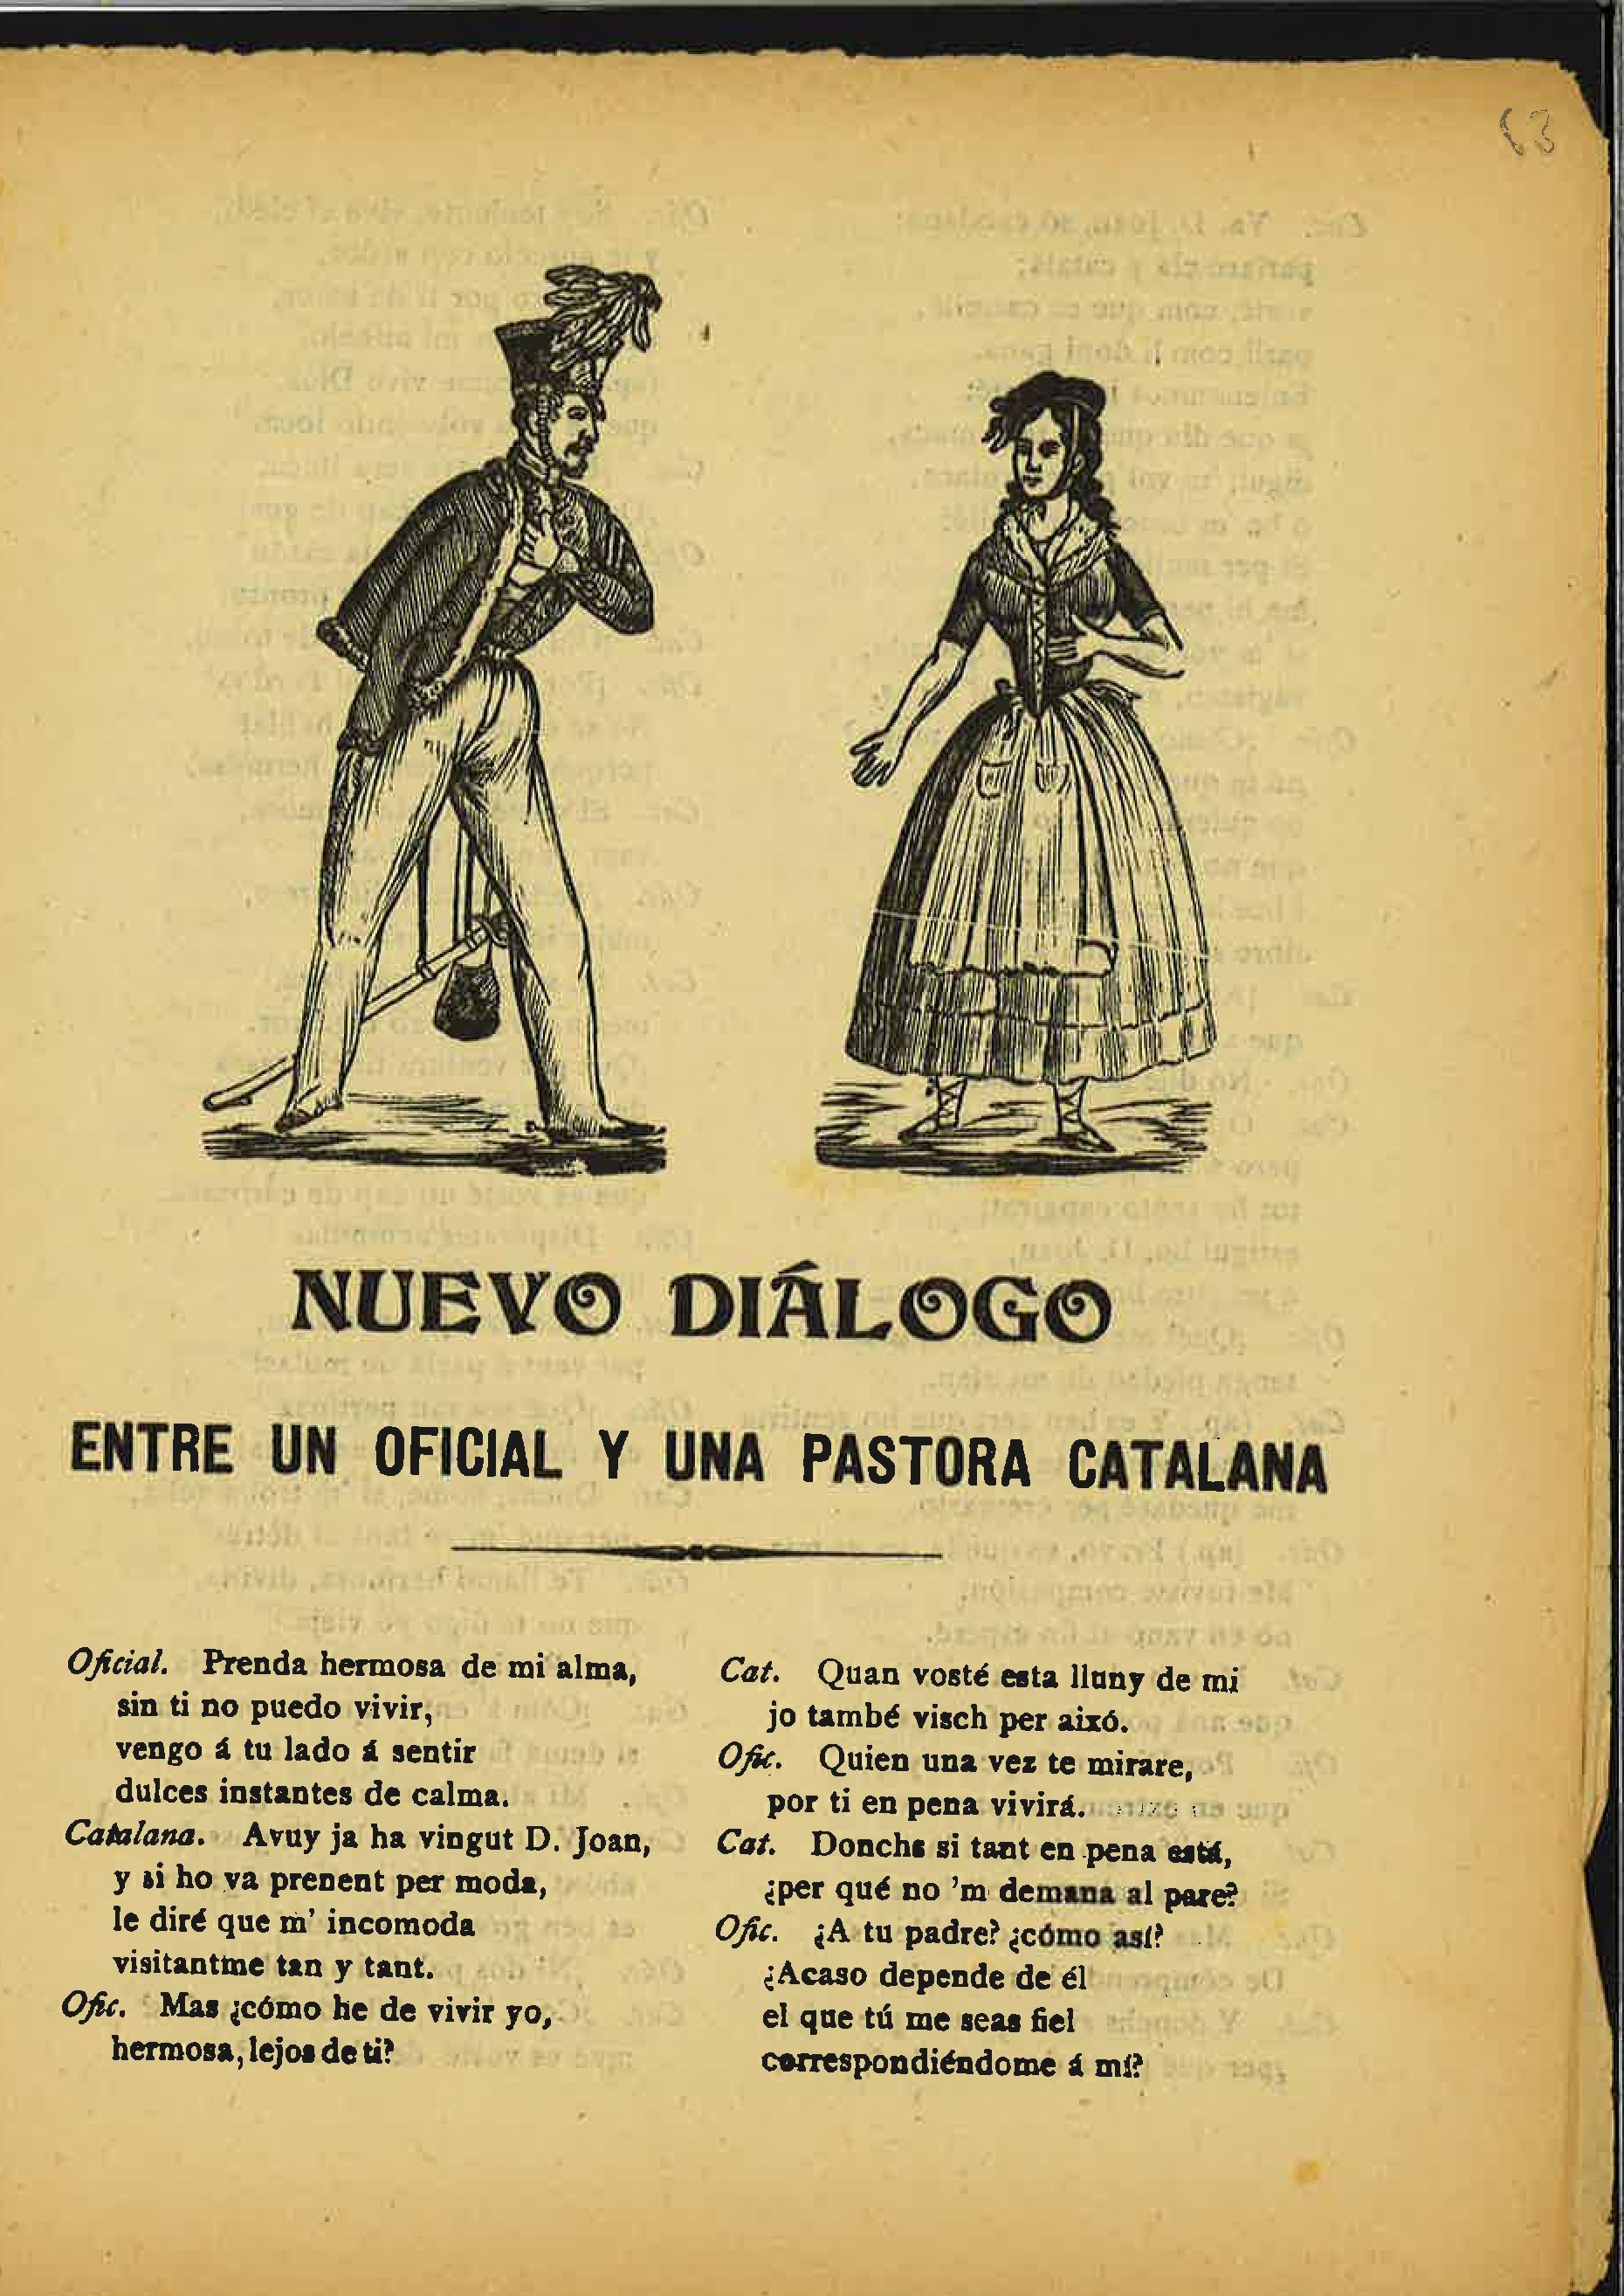 63
NUEVO DIÁLOGO
ENTRE UN OFICIAL Y UNA PASTORA CATALANA
Oficial. Prenda hermosa de mi alma,
sin ti no puedo vivir,
vengo á tu lado á sentir
dulces instantes de calma.
Catalana. Avuy ja ha vingut D. Joan,
y si ho va prenent per moda,
le diré que m' incomoda
visitantme tan y tant.
Ofic. Mas ¿cómo he de vivir yo,
hermosa, lejos de ti?
Cat. Quan vosté esta lluny de mi
jo també visch per aixó.
Ofic. Quien una vez te mirare,
por ti en pena vivirá.
Cat. Donchs si tant en pena está,
¿per qué no 'm demana al pare?
Ofic. ¿A tu padre? ¿cómo así?
¿Acaso depende de él
el que tú me seas fiel
correspondiéndome á mí?